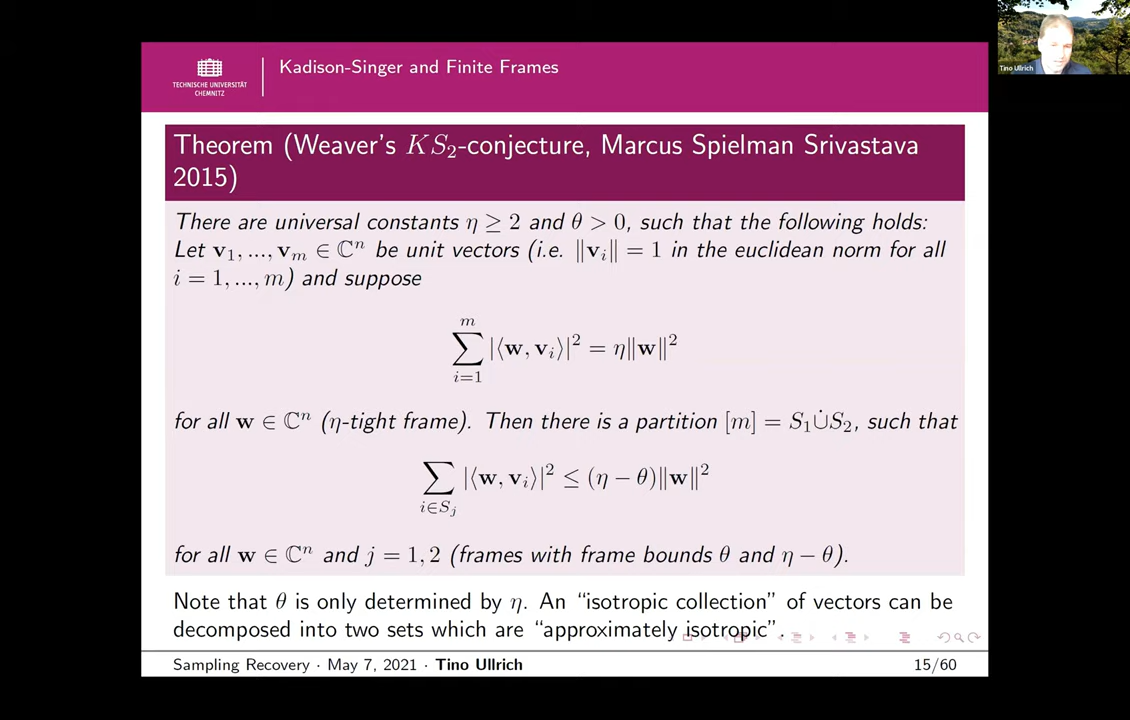 Tino Ullrich
TECHNISCHE UNIVERSITÄT
CHEMNITZ
Kadison-Singer and Finite Frames
Theorem (Weaver's KS₂-conjecture, Marcus Spielman Srivastava
2015)
There are universal constants η ≥ 2 and θ > 0, such that the following holds:
Let v₁, ..., vₘ ∈ ℂⁿ be unit vectors (i.e. ‖vᵢ‖ = 1 in the euclidean norm for all
i = 1, ..., m) and suppose
∑_{i=1}^{m} |⟨w, vᵢ⟩|² = η‖w‖²
for all w ∈ ℂⁿ (η-tight frame). Then there is a partition [m] = S₁∪̇S₂, such that
∑_{i∈Sⱼ} |⟨w, vᵢ⟩|² ≤ (η − θ)‖w‖²
for all w ∈ ℂⁿ and j = 1, 2 (frames with frame bounds θ and η − θ).
Note that θ is only determined by η. An “isotropic collection” of vectors can be
decomposed into two sets which are “approximately isotropic”.
Sampling Recovery · May 7, 2021 · Tino Ullrich
15/60